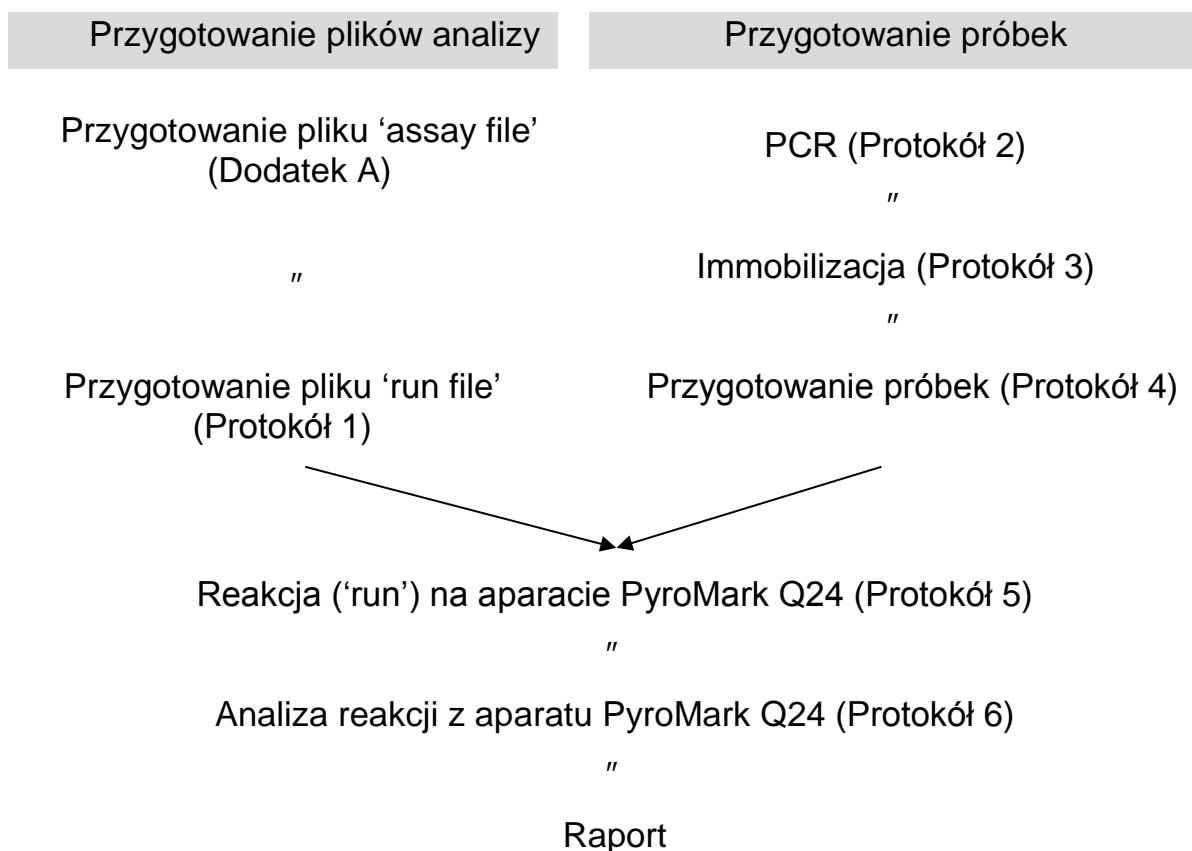 Przygotowanie plików analizy
Przygotowanie próbek
Przygotowanie pliku ‘assay file’
(Dodatek A)
″
Przygotowanie pliku ‘run file’
(Protokół 1)
PCR (Protokół 2)
″
Immobilizacja (Protokół 3)
″
Przygotowanie próbek (Protokół 4)
Reakcja (‘run’) na aparacie PyroMark Q24 (Protokół 5)
″
Analiza reakcji z aparatu PyroMark Q24 (Protokół 6)
″
Raport